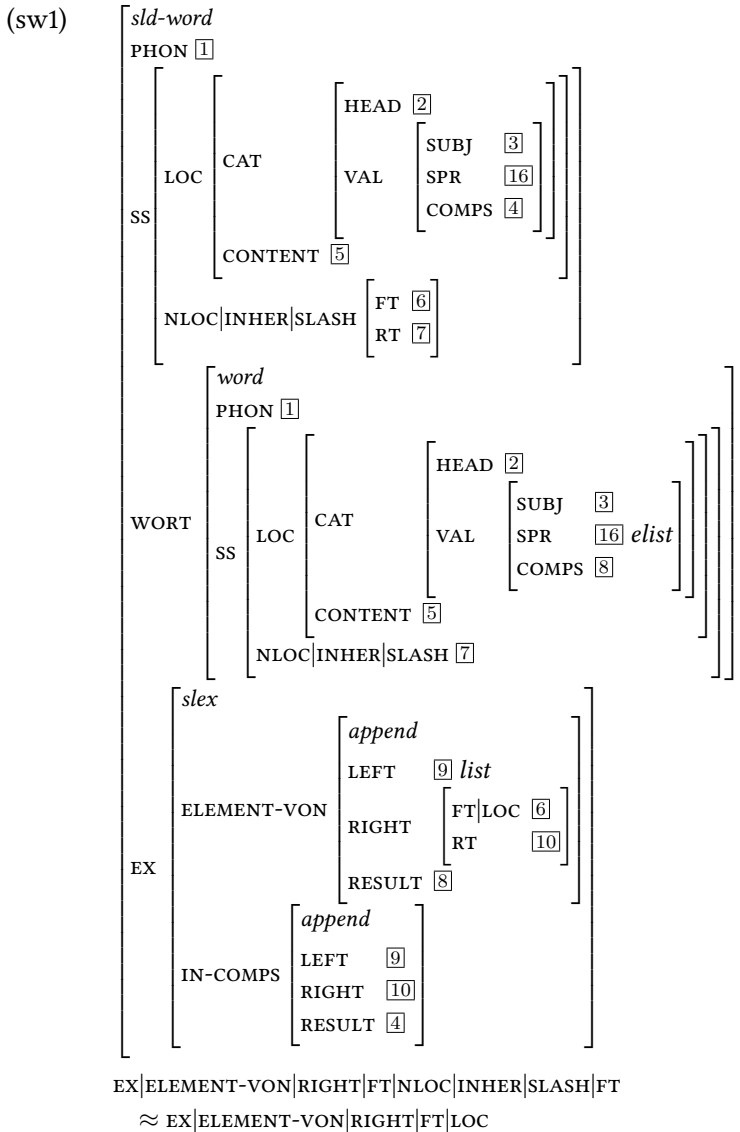 (sw1)
sld-word
PHON 1
SS
LOC
CAT
HEAD 2
VAL
SUBJ 3
SPR 16
COMPS 4
CONTENT 5
NLOC|INHER|SLASH
FT 6
RT 7
WORT
word
PHON 1
SS
LOC
CAT
HEAD 2
VAL
SUBJ 3
SPR 16 elist
COMPS 8
CONTENT 5
NLOC|INHER|SLASH 7
EX
slex
ELEMENT-VON
append
LEFT 9 list
RIGHT
FT|LOC 6
RT 10
RESULT 8
IN-COMPS
append
LEFT 9
RIGHT 10
RESULT 4
EX|ELEMENT-VON|RIGHT|FT|NLOC|INHER|SLASH|FT
≈ EX|ELEMENT-VON|RIGHT|FT|LOC